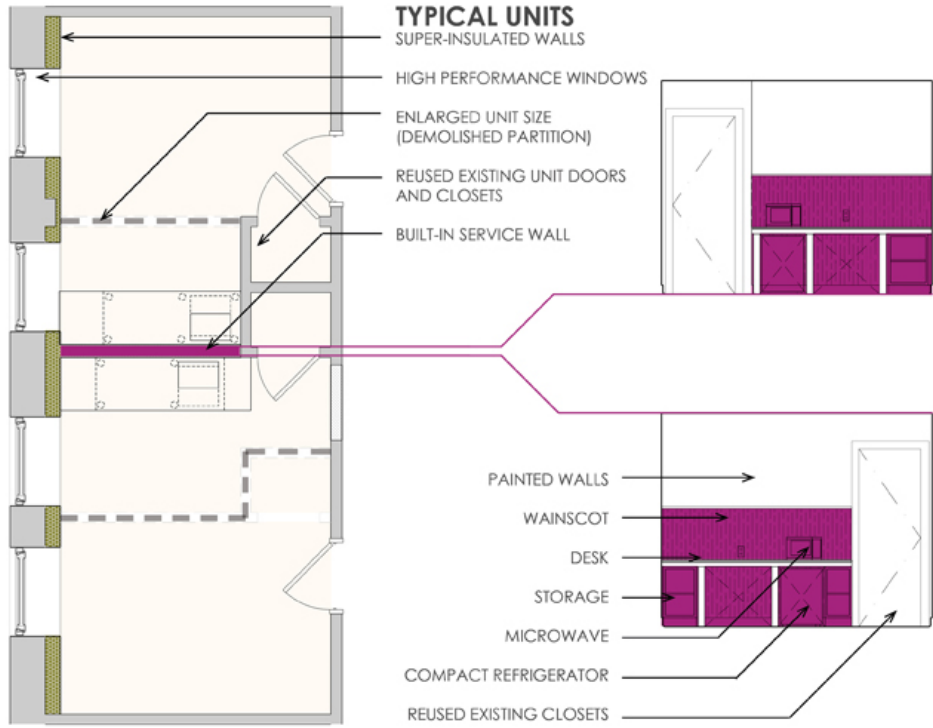 TYPICAL UNITS
SUPER-INSULATED WALLS
HIGH PERFORMANCE WINDOWS
ENLARGED UNIT SIZE
(DEMOLISHED PARTITION)
REUSED EXISTING UNIT DOORS
AND CLOSETS
BUILT-IN SERVICE WALL
PAINTED WALLS
WAINSCOT
DESK
STORAGE
MICROWAVE
COMPACT REFRIGERATOR
REUSED EXISTING CLOSETS